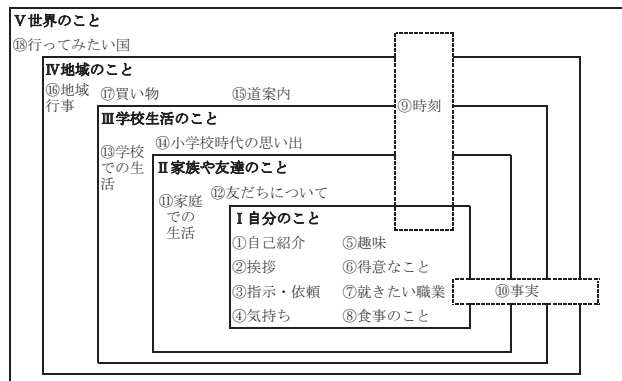 Ⅴ世界のこと
⑱行ってみたい国
Ⅳ地域のこと
⑯地域
行事
⑰買い物
⑮道案内
⑨時刻
Ⅲ学校生活のこと
⑬学校
での生
活
⑭小学校時代の思い出
Ⅱ家族や友達のこと
⑪家庭
での
生活
⑫友だちについて
Ⅰ自分のこと
①自己紹介
②挨拶
③指示・依頼
④気持ち
⑤趣味
⑥得意なこと
⑦就きたい職業
⑧食事のこと
⑩事実